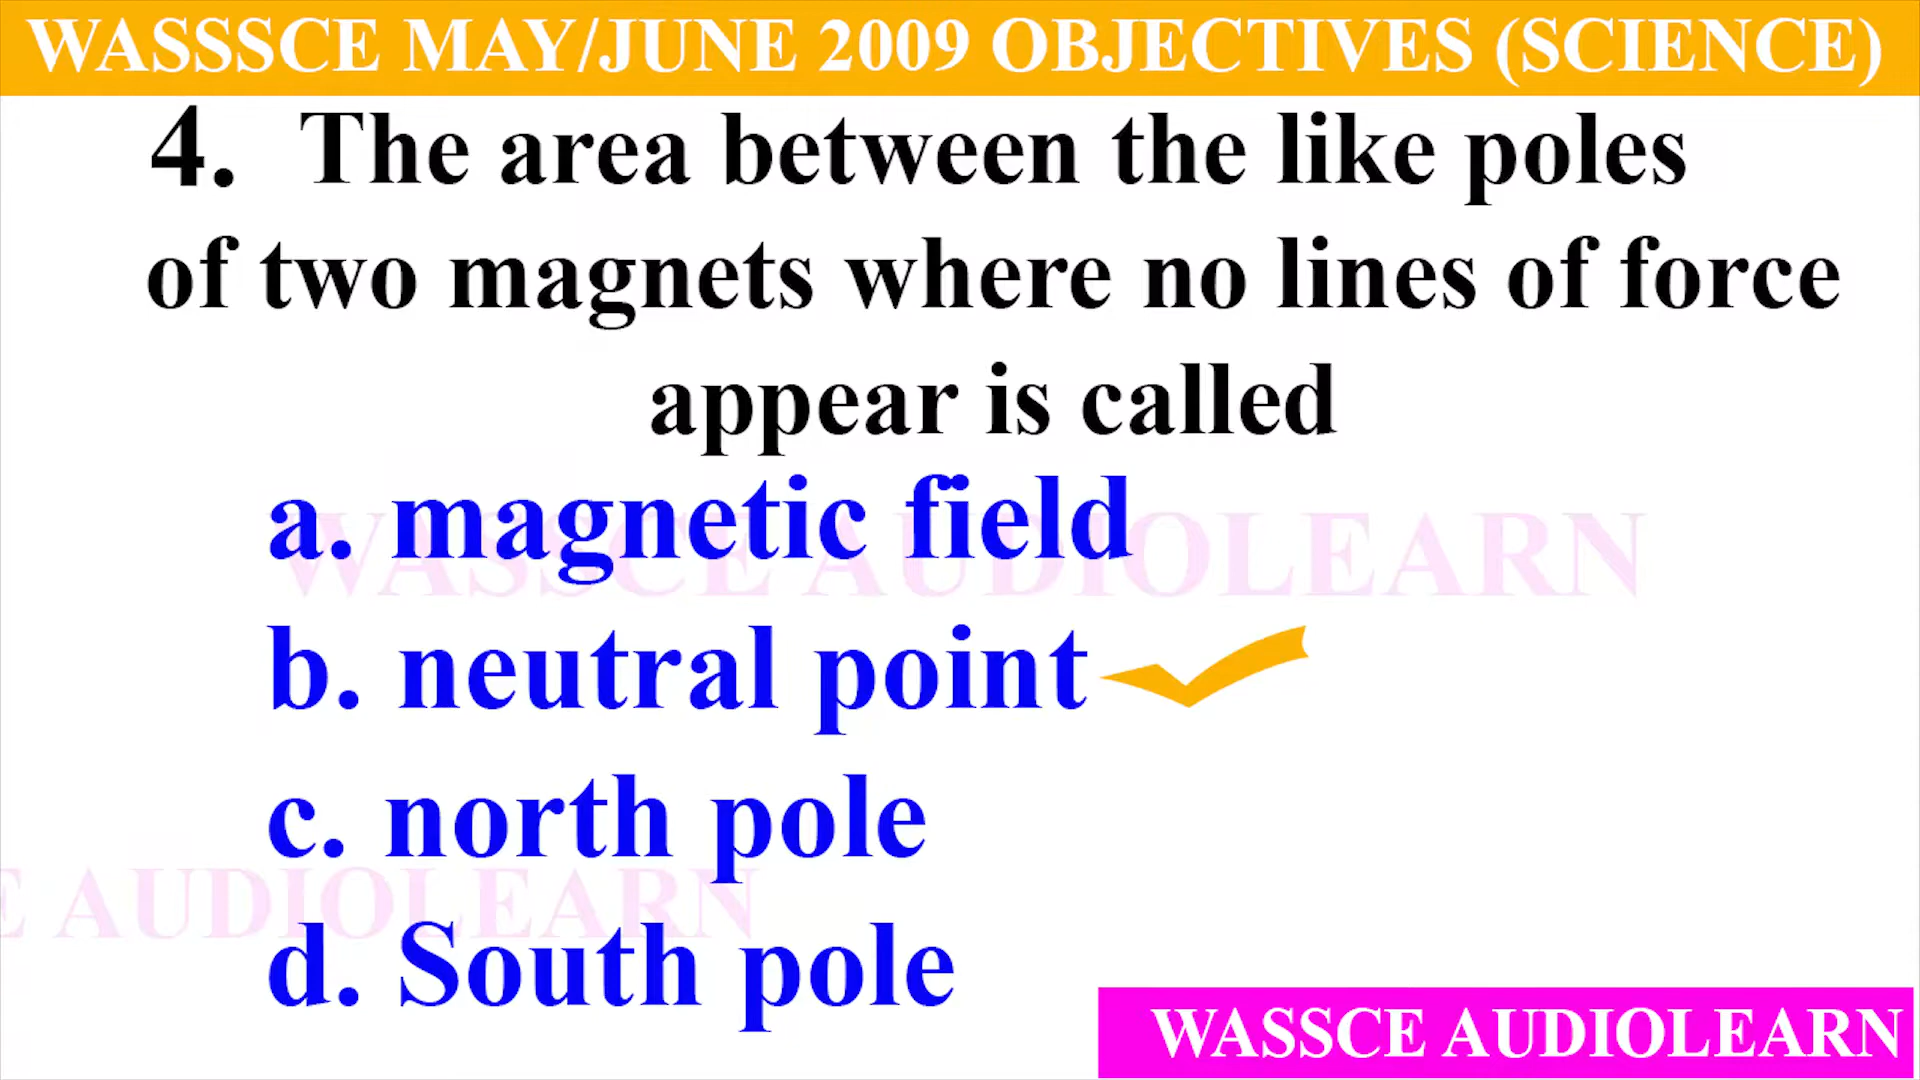 WASSSCE MAY/JUNE 2009 OBJECTIVES (SCIENCE)
4. The area between the like poles
of two magnets where no lines of force
appear is called
a. magnetic field
WASSCE AUDIOLEARN
b. neutral point
c. north pole
E AUDIOLEARN
d. South pole
WASSCE AUDIOLEARN